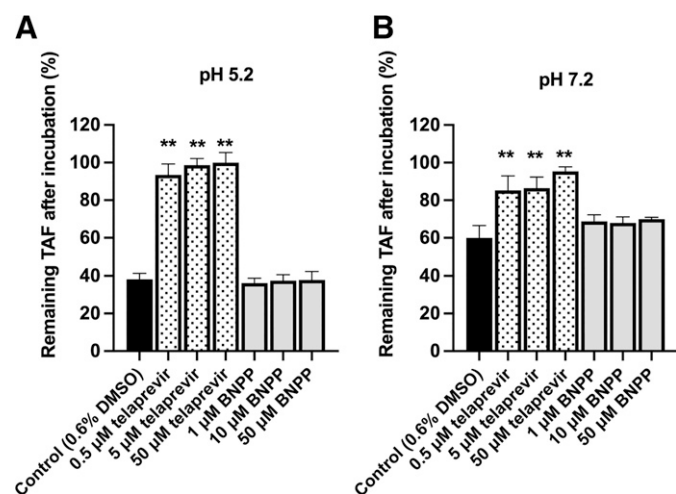 A
pH 5.2
Remaining TAF after incubation (%)
120
100
80
60
40
20
0
** ** **
Control (0.6% DMSO)
0.5 µM telaprevir
5 µM telaprevir
50 µM telaprevir
1 µM BNPP
10 µM BNPP
50 µM BNPP
B
pH 7.2
Remaining TAF after incubation (%)
120
100
80
60
40
20
0
** ** **
Control (0.6% DMSO)
0.5 µM telaprevir
5 µM telaprevir
50 µM telaprevir
1 µM BNPP
10 µM BNPP
50 µM BNPP